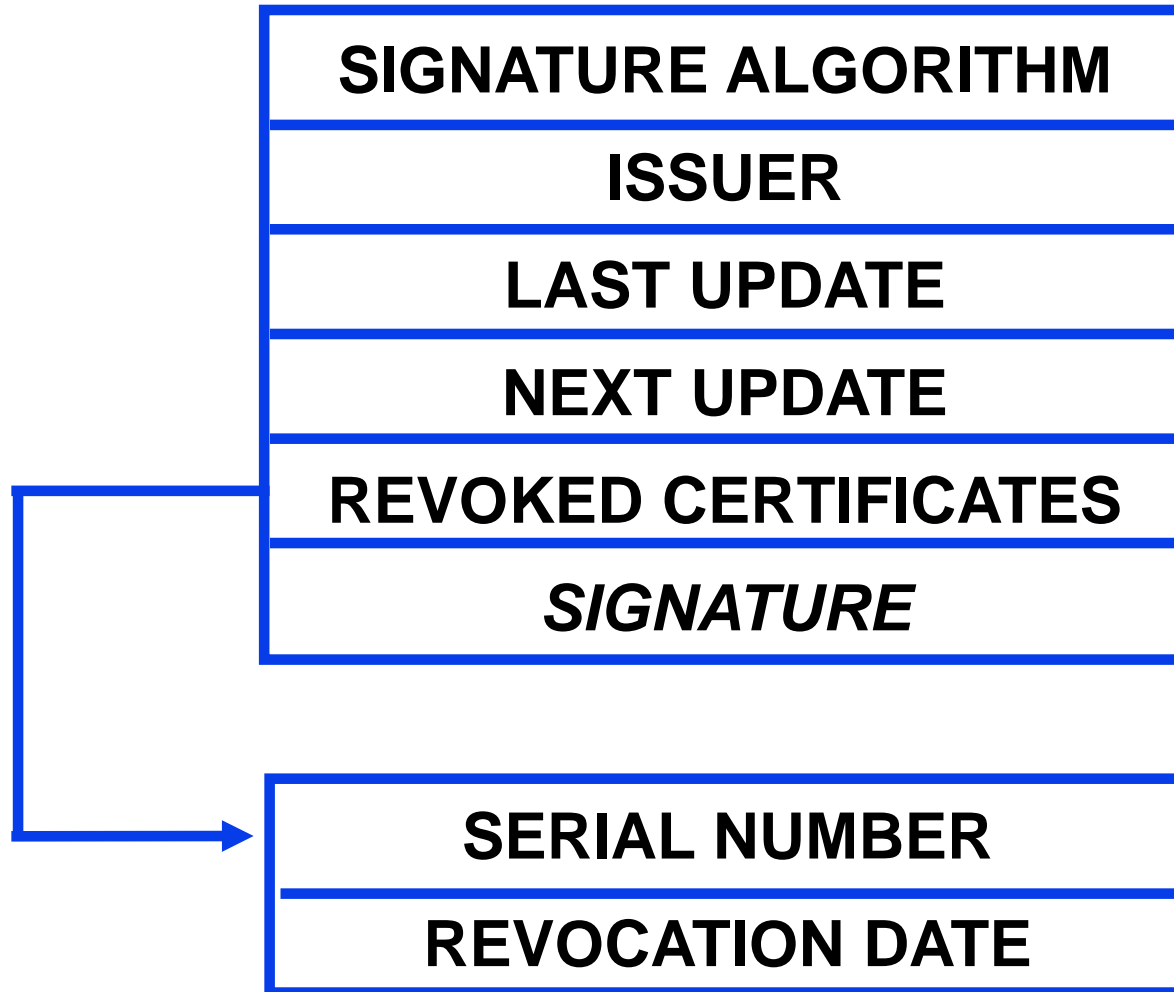 SIGNATURE ALGORITHM
ISSUER
LAST UPDATE
NEXT UPDATE
REVOKED CERTIFICATES
SIGNATURE
SERIAL NUMBER
REVOCATION DATE